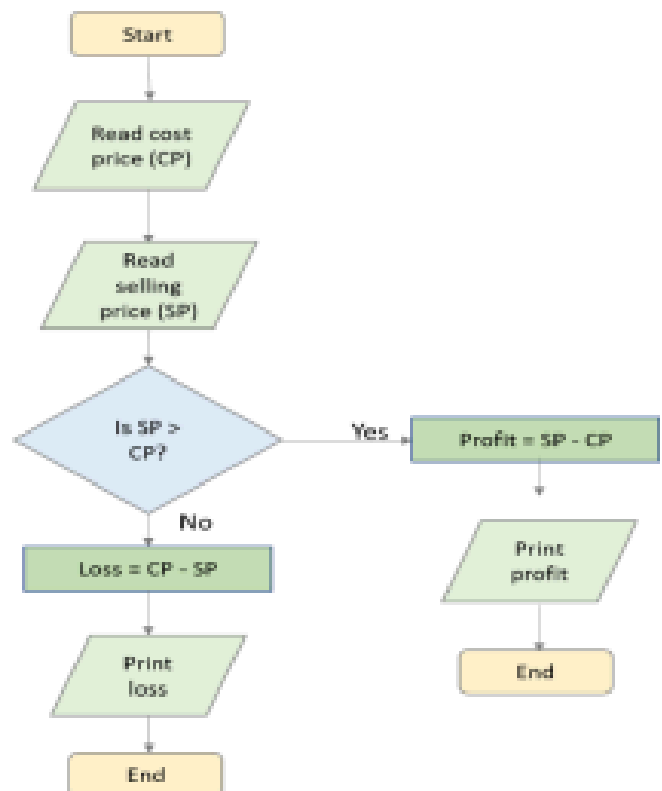 Start
Read cost
price (CP)
Read
selling
price (SP)
Is SP >
CP?
Yes
Profit = SP - CP
No
Loss = CP - SP
Print
profit
Print
loss
End
End